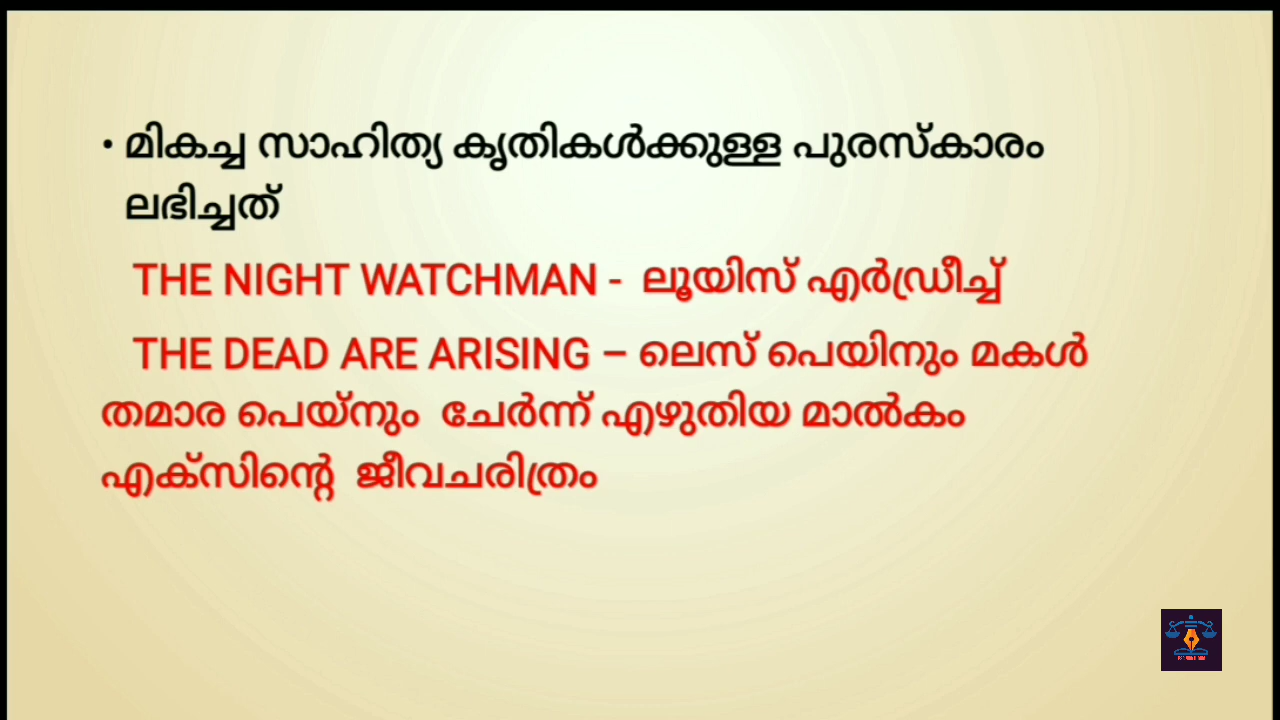 • മികച്ച സാഹിത്യ കൃതികൾക്കുള്ള പുരസ്കാരം
ലഭിച്ചത്
THE NIGHT WATCHMAN - ലൂയിസ് എർഡ്രീച്ച്
THE DEAD ARE ARISING – ലെസ് പെയിനും മകൾ
തമാര പെയ്നും ചേർന്ന് എഴുതിയ മാൽകം
എക്സിന്റെ ജീവചരിത്രം